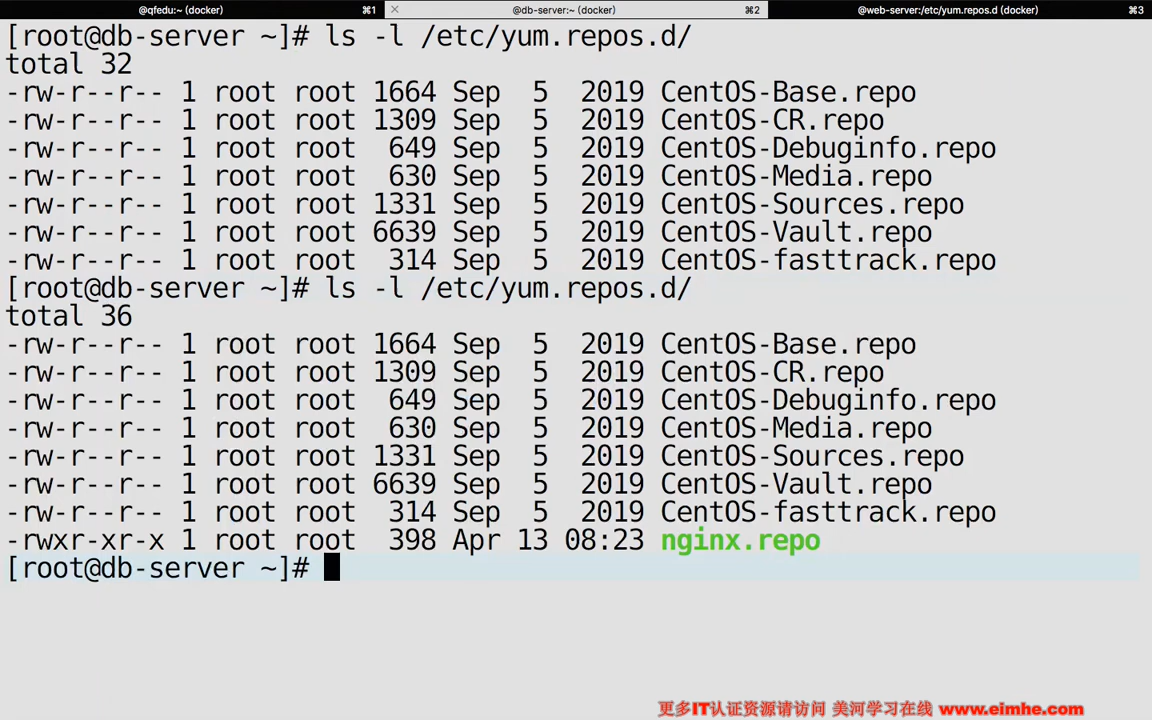 @qfedu:~ (docker) ⌘1 @db-server:~ (docker) ⌘2 @web-server:/etc/yum.repos.d (docker) ⌘3
[root@db-server ~]# ls -l /etc/yum.repos.d/
total 32
-rw-r--r-- 1 root root 1664 Sep  5  2019 CentOS-Base.repo
-rw-r--r-- 1 root root 1309 Sep  5  2019 CentOS-CR.repo
-rw-r--r-- 1 root root  649 Sep  5  2019 CentOS-Debuginfo.repo
-rw-r--r-- 1 root root  630 Sep  5  2019 CentOS-Media.repo
-rw-r--r-- 1 root root 1331 Sep  5  2019 CentOS-Sources.repo
-rw-r--r-- 1 root root 6639 Sep  5  2019 CentOS-Vault.repo
-rw-r--r-- 1 root root  314 Sep  5  2019 CentOS-fasttrack.repo
[root@db-server ~]# ls -l /etc/yum.repos.d/
total 36
-rw-r--r-- 1 root root 1664 Sep  5  2019 CentOS-Base.repo
-rw-r--r-- 1 root root 1309 Sep  5  2019 CentOS-CR.repo
-rw-r--r-- 1 root root  649 Sep  5  2019 CentOS-Debuginfo.repo
-rw-r--r-- 1 root root  630 Sep  5  2019 CentOS-Media.repo
-rw-r--r-- 1 root root 1331 Sep  5  2019 CentOS-Sources.repo
-rw-r--r-- 1 root root 6639 Sep  5  2019 CentOS-Vault.repo
-rw-r--r-- 1 root root  314 Sep  5  2019 CentOS-fasttrack.repo
-rwxr-xr-x 1 root root  398 Apr 13 08:23 nginx.repo
[root@db-server ~]#
更多IT认证资源请访问 美河学习在线 www.eimhe.com